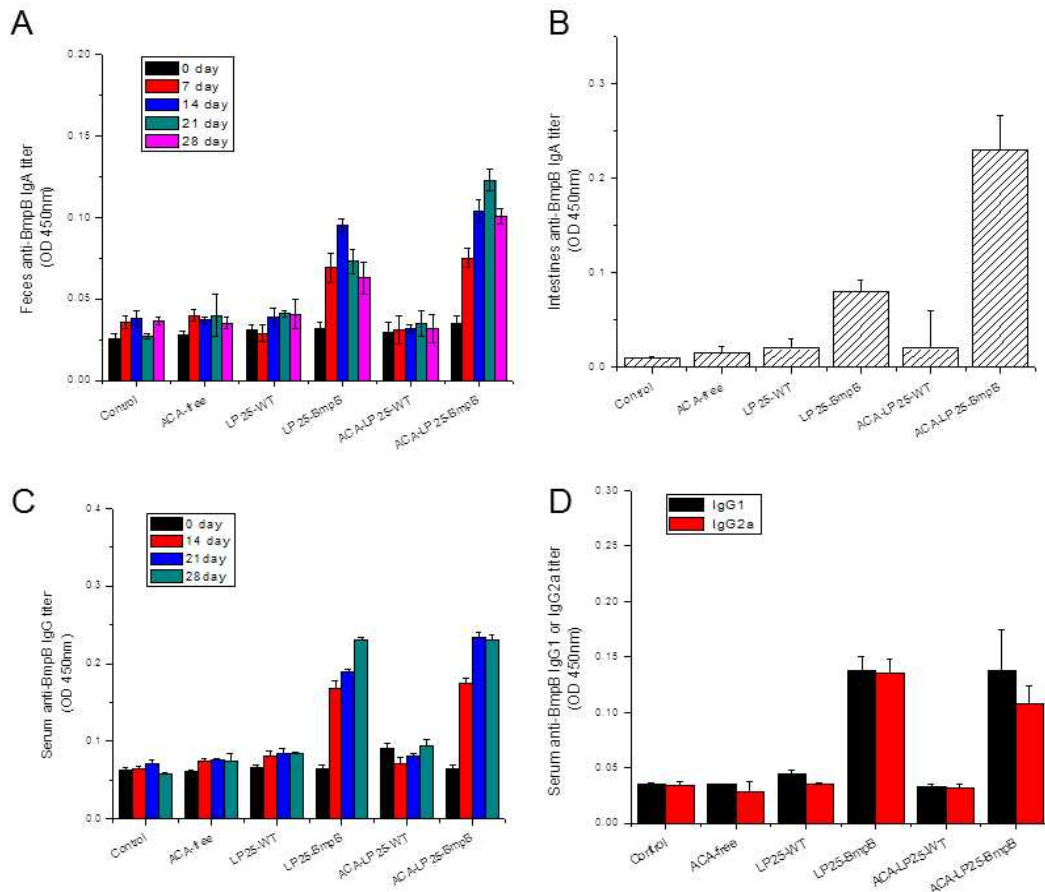 A
Feces anti-BmpB IgA titer
(OD 450nm)
0.20
0.15
0.10
0.05
0.00
0 day
7 day
14 day
21 day
28 day
Control
ACA-free
LP25-WT
LP25-BmpB
ACA-LP25-WT
ACA-LP25-BmpB
B
Intestines anti-BmpB IgA titer
(OD 450nm)
0.3
0.2
0.1
0.0
Control
ACA-free
LP25-WT
LP25-BmpB
ACA-LP25-WT
ACA-LP25-BmpB
C
Serum anti-BmpB IgG titer
(OD 450nm)
0.4
0.3
0.2
0.1
0.0
0 day
14 day
21day
28day
Control
ACA-free
LP25-WT
LP25-BmpB
ACA-LP25-WT
ACA-LP25-BmpB
D
Serum anti-BmpB IgG1 or IgG2a titer
(OD 450nm)
0.30
0.25
0.20
0.15
0.10
0.05
0.00
IgG1
IgG2a
Control
ACA-free
LP25-WT
LP25-BmpB
ACA-LP25-WT
ACA-LP25-BmpB